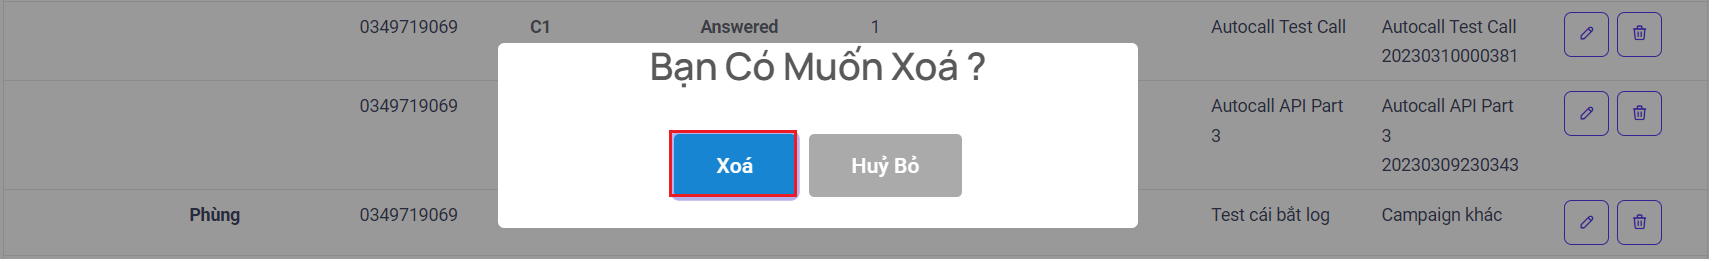 0349719069 C1 Answered 1 Autocall Test Call Autocall Test Call
20230310000381
Bạn Có Muốn Xoá ?
0349719069 Autocall API Part Autocall API Part
3 3
20230309230343
Xoá Huỷ Bỏ
Phùng 0349719069 Test cái bắt log Campaign khác